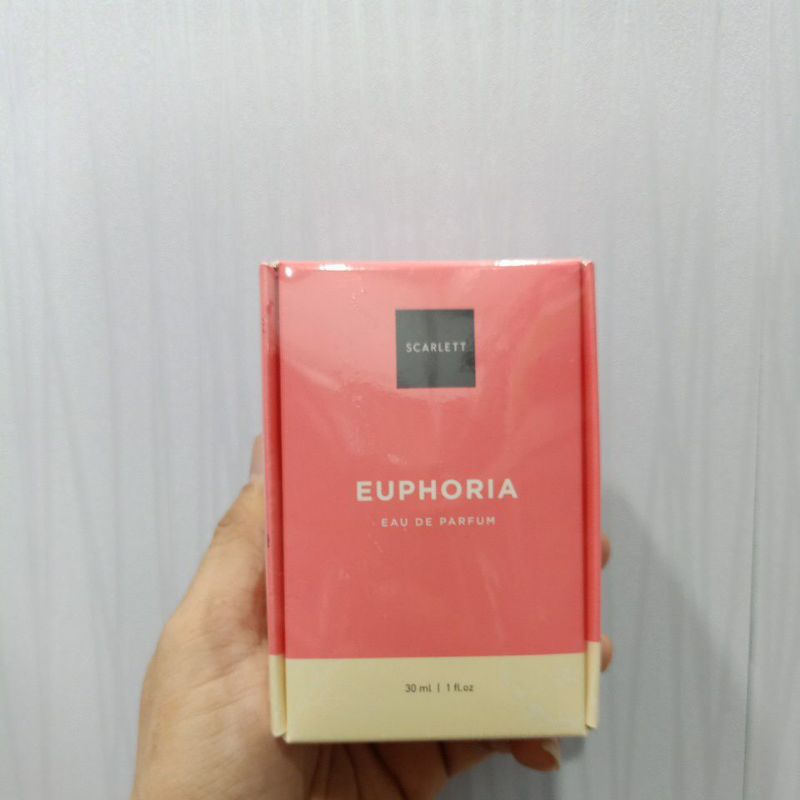 SCARLETT
EUPHORIA
EAU DE PARFUM
30 ml | 1 fl.oz